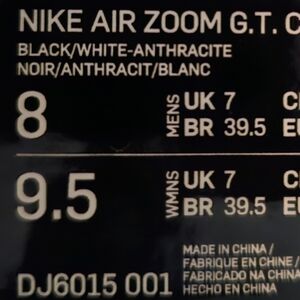 NIKE AIR ZOOM G.T. C
BLACK/WHITE-ANTHRACITE
NOIR/ANTHRACIT/BLANC
8 MENS UK 7
BR 39.5 EU
9.5 WMNS UK 7
BR 39.5 EU
MADE IN CHINA /
FABRIQUE EN CHINE /
FABRICADO NA CHINA
DJ6015 001 HECHO EN CHINA